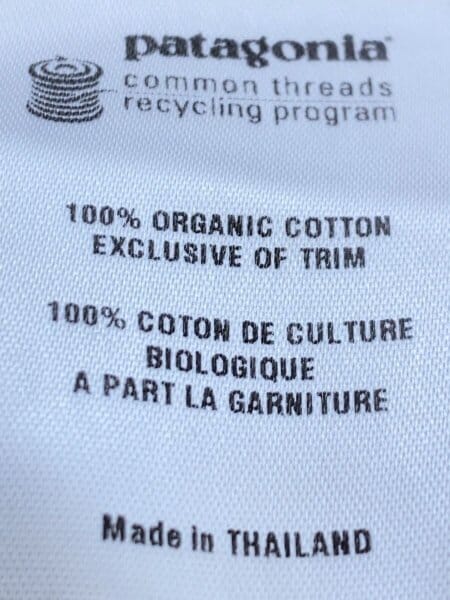 patagonia
common threads
recycling program
100% ORGANIC COTTON
EXCLUSIVE OF TRIM
100% COTON DE CULTURE
BIOLOGIQUE
A PART LA GARNITURE
Made in THAILAND